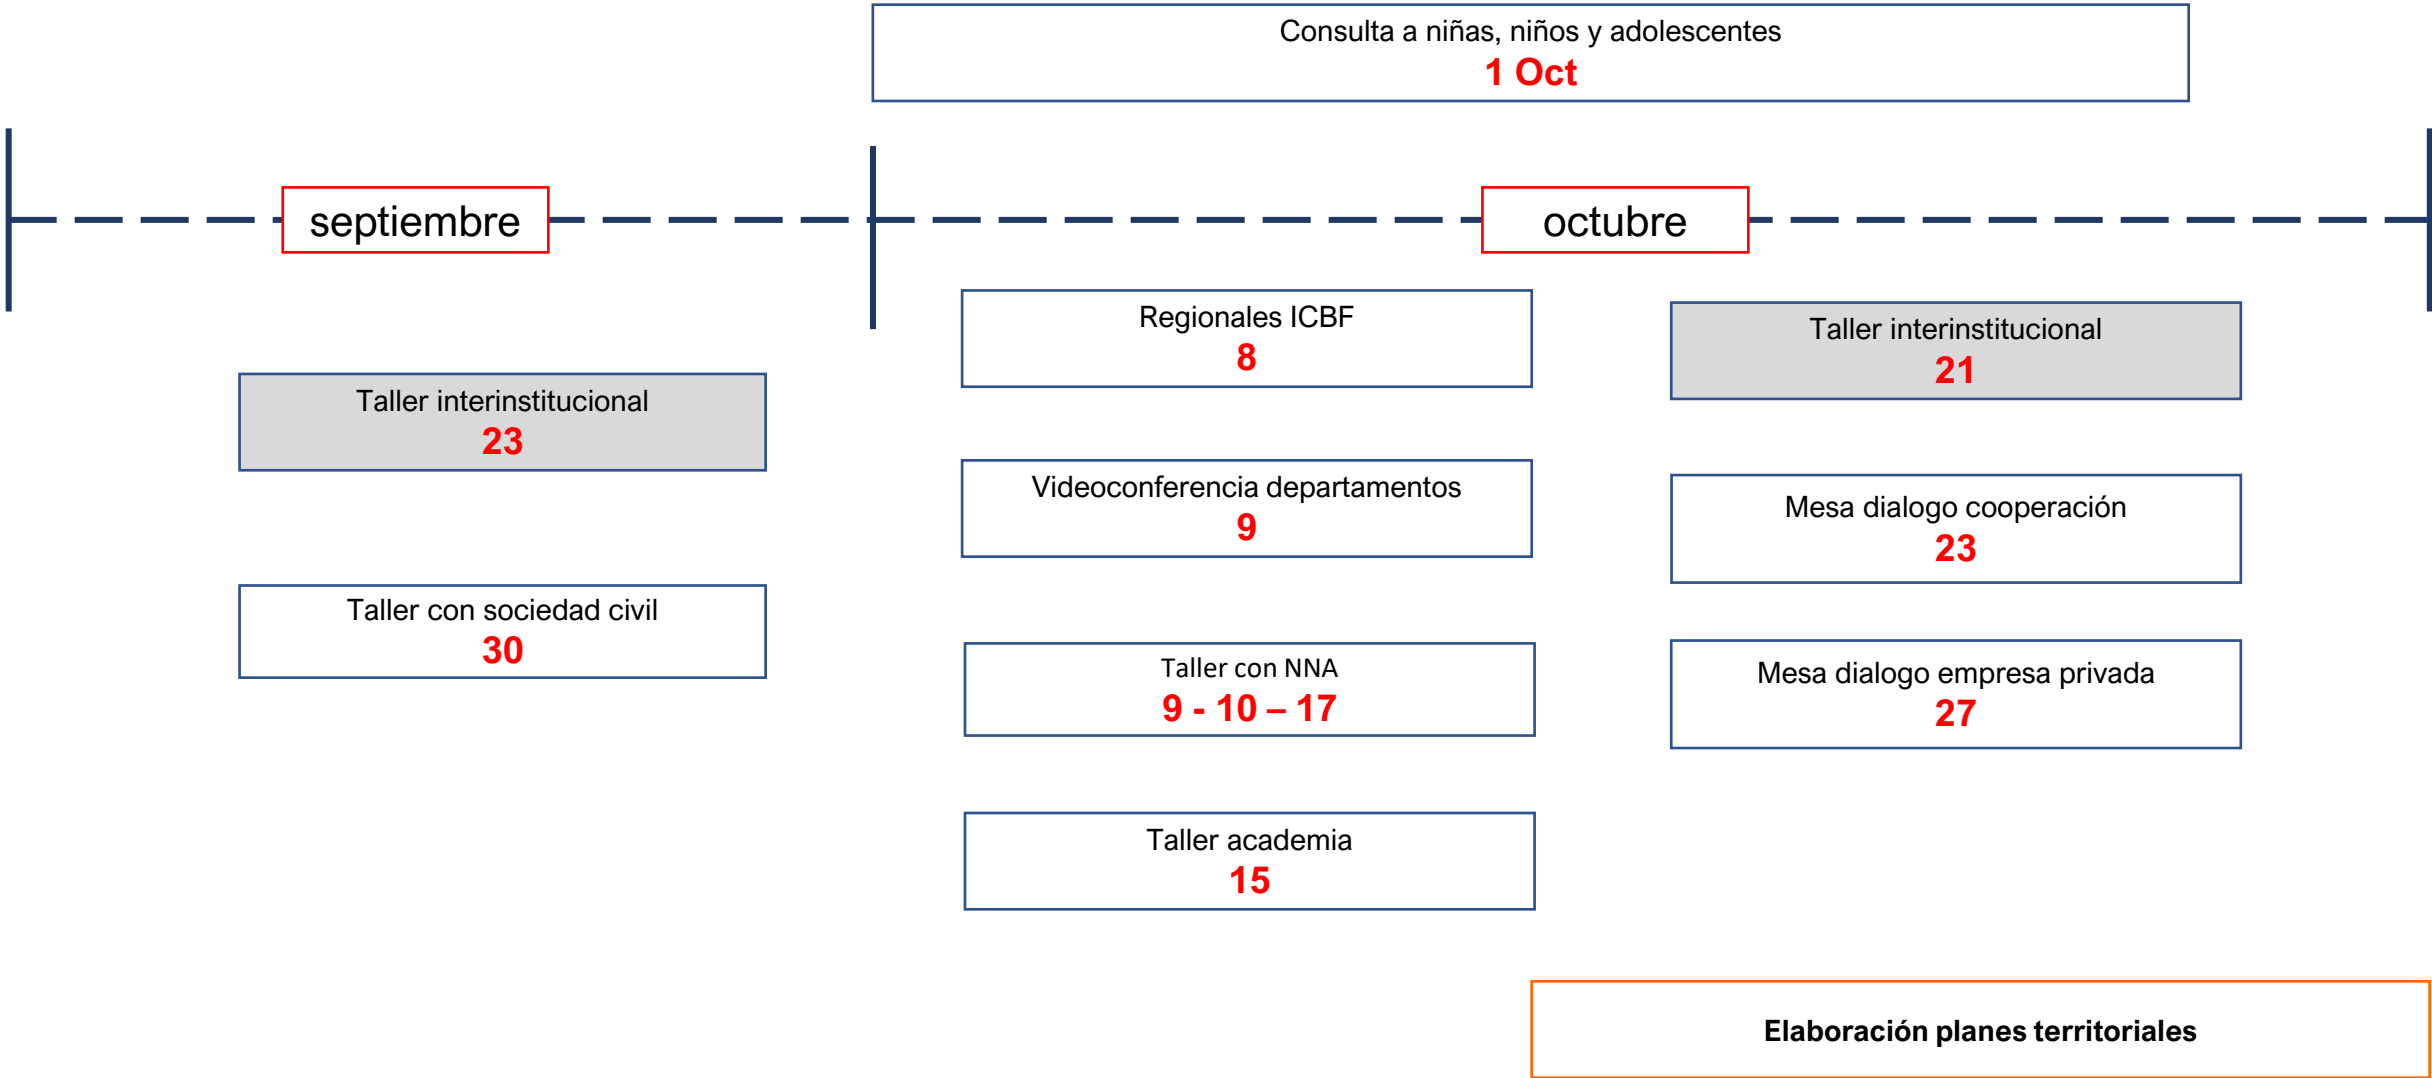 Consulta a niñas, niños y adolescentes
1 Oct
septiembre
octubre
Taller interinstitucional
23
Taller con sociedad civil
30
Regionales ICBF
8
Videoconferencia departamentos
9
Taller con NNA
9 - 10 – 17
Taller academia
15
Taller interinstitucional
21
Mesa dialogo cooperación
23
Mesa dialogo empresa privada
27
Elaboración planes territoriales